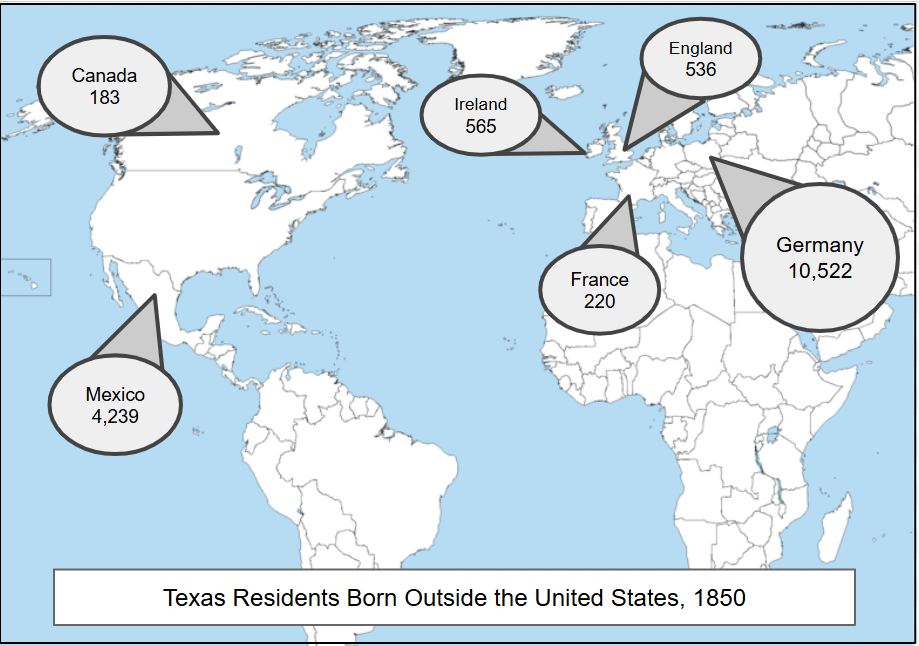 Canada
183
Ireland
565
England
536
Germany
10,522
France
220
Mexico
4,239
Texas Residents Born Outside the United States, 1850